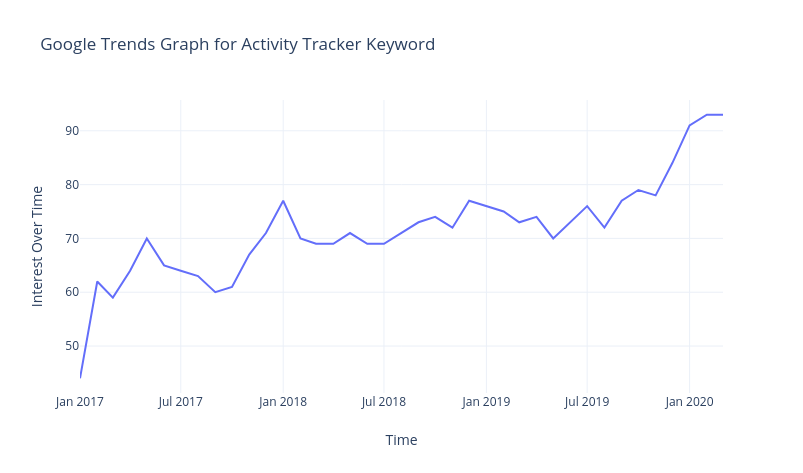 Google Trends Graph for Activity Tracker Keyword
90
80
70
60
50
Interest Over Time
Jan 2017
Jul 2017
Jan 2018
Jul 2018
Jan 2019
Jul 2019
Jan 2020
Time